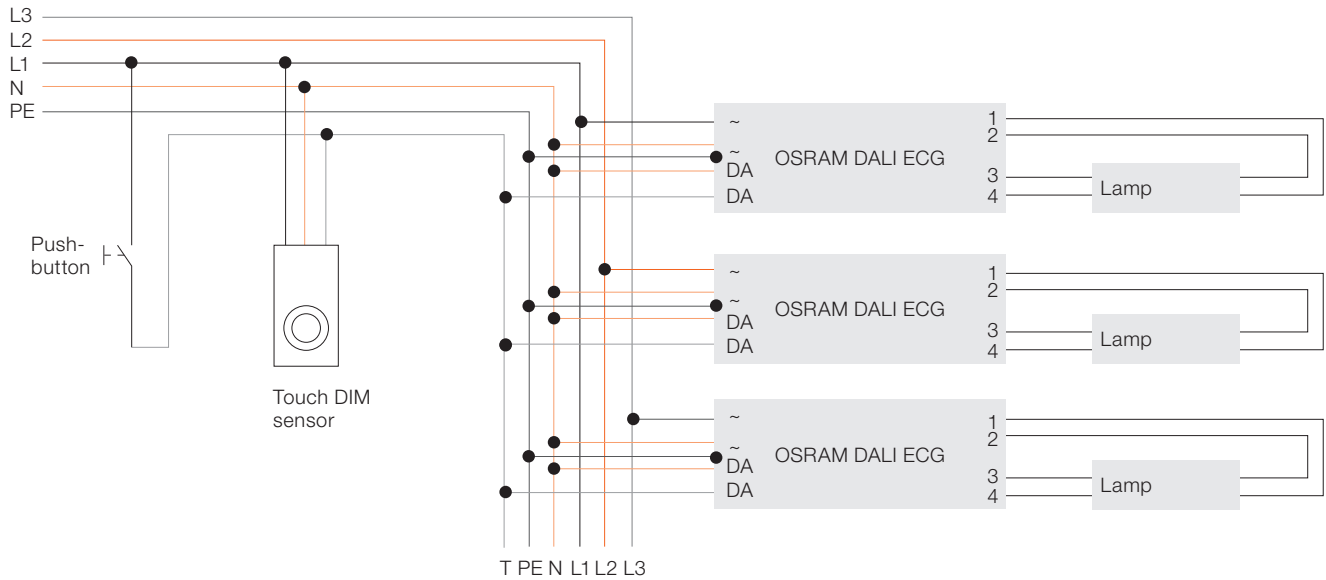 L3
L2
L1
N
PE
Push-
button
Touch DIM
sensor
~
~
DA
DA
OSRAM DALI ECG
1
2
3
4
Lamp
~
~
DA
DA
OSRAM DALI ECG
1
2
3
4
Lamp
~
~
DA
DA
OSRAM DALI ECG
1
2
3
4
Lamp
T PE N L1 L2 L3